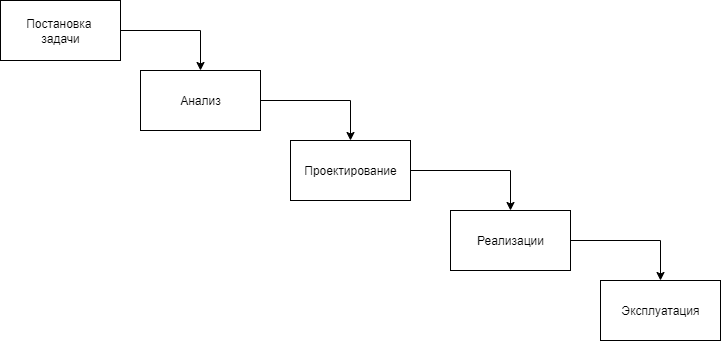 Постановка
задачи
Анализ
Проектирование
Реализации
Эксплуатация